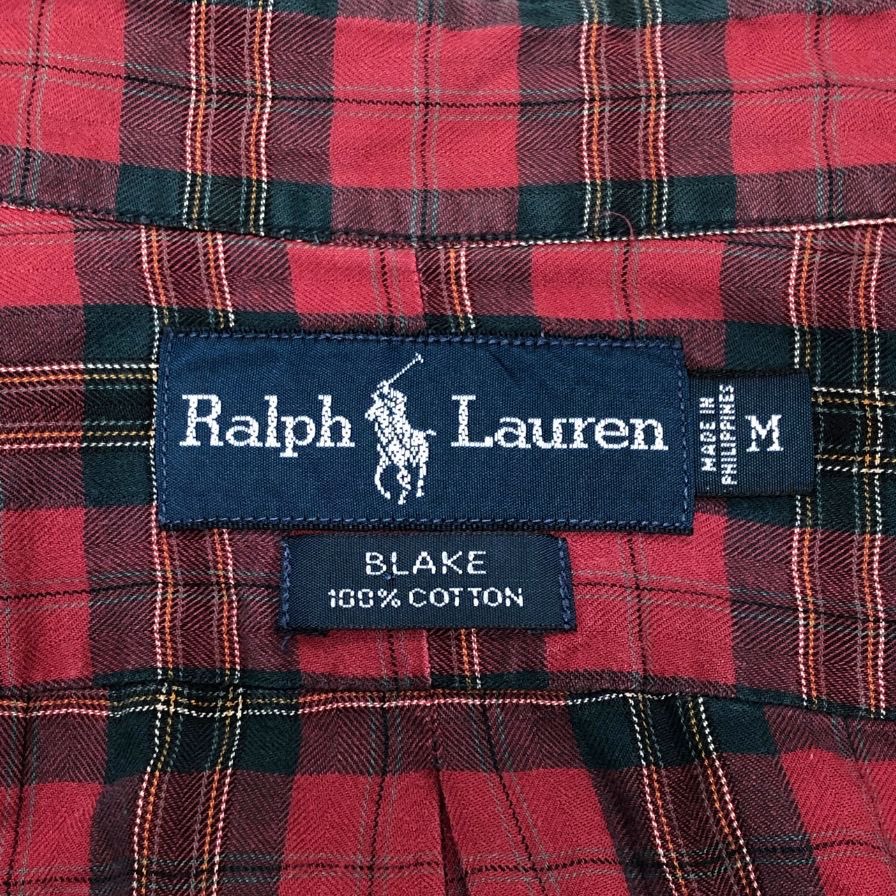 Ralph Lauren
MADE IN
PHILIPPINES
M
BLAKE
100% COTTON